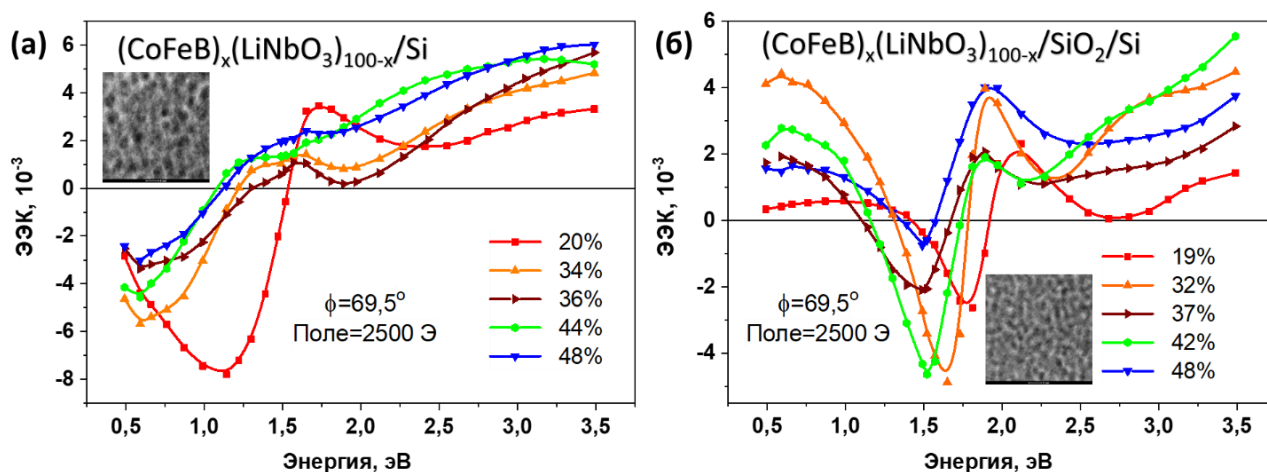 (а)
(CoFeB)ₓ(LiNbO₃)₁₀₀₋ₓ/Si
ЭЭК, 10⁻³
6
4
2
0
-2
-4
-6
-8
φ=69,5°
Поле=2500 Э
20%
34%
36%
44%
48%
0,5 1,0 1,5 2,0 2,5 3,0 3,5
Энергия, эВ
(б)
(CoFeB)ₓ(LiNbO₃)₁₀₀₋ₓ/SiO₂/Si
ЭЭК, 10⁻³
6
4
2
0
-2
-4
φ=69,5°
Поле=2500 Э
19%
32%
37%
42%
48%
0,5 1,0 1,5 2,0 2,5 3,0 3,5
Энергия, эВ